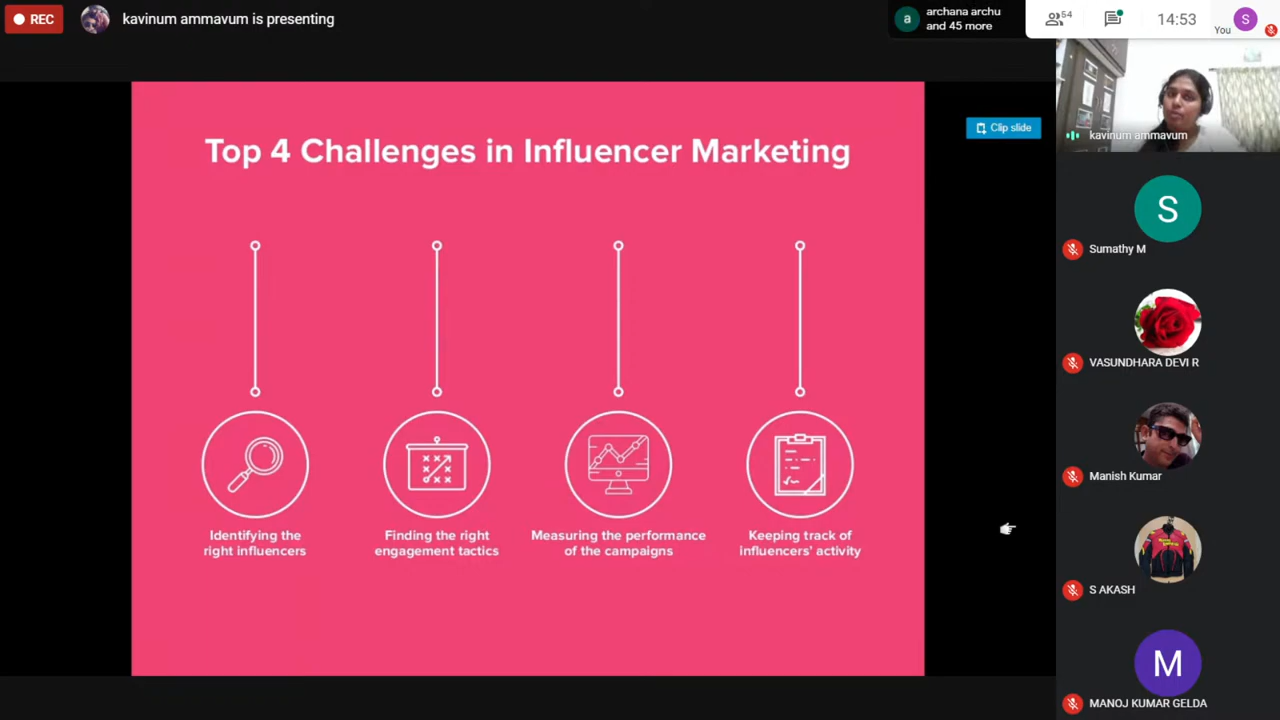 REC
kavinum ammavum is presenting
a
archana archu
and 45 more
54
14:53
You
S
Clip slide
kavinum ammavum
Top 4 Challenges in Influencer Marketing
Identifying the
right influencers
Finding the right
engagement tactics
Measuring the performance
of the campaigns
Keeping track of
influencers' activity
S
Sumathy M
VASUNDHARA DEVI R
Manish Kumar
S AKASH
M
MANOJ KUMAR GELDA